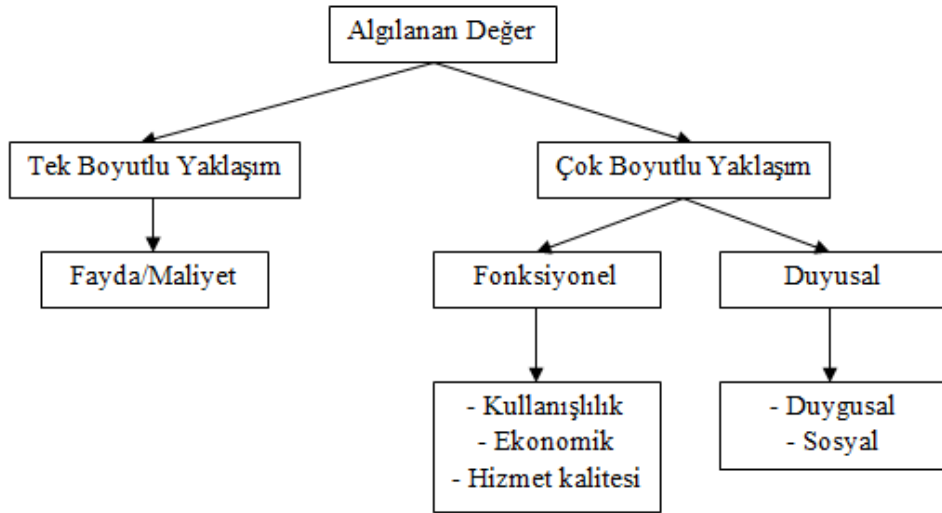 Algılanan Değer
Tek Boyutlu Yaklaşım
Çok Boyutlu Yaklaşım
Fayda/Maliyet
Fonksiyonel
Duyusal
- Kullanışlılık
- Ekonomik
- Hizmet kalitesi
- Duygusal
- Sosyal